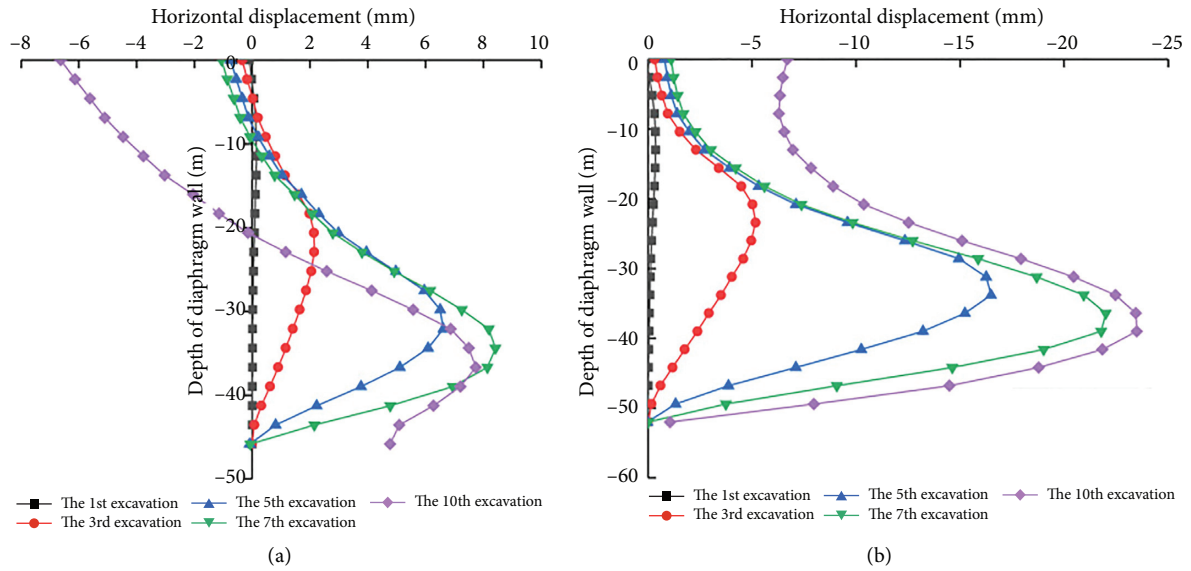 Horizontal displacement (mm)
−8 −6 −4 −2 0 2 4 6 8 10
0
−10
−20
−30
−40
−50
Depth of diaphragm wall (m)
The 1st excavation The 5th excavation The 10th excavation
The 3rd excavation The 7th excavation
(a)
Horizontal displacement (mm)
0 −5 −10 −15 −20 −25
0
−10
−20
−30
−40
−50
−60
Depth of diaphragm wall (m)
The 1st excavation The 5th excavation The 10th excavation
The 3rd excavation The 7th excavation
(b)